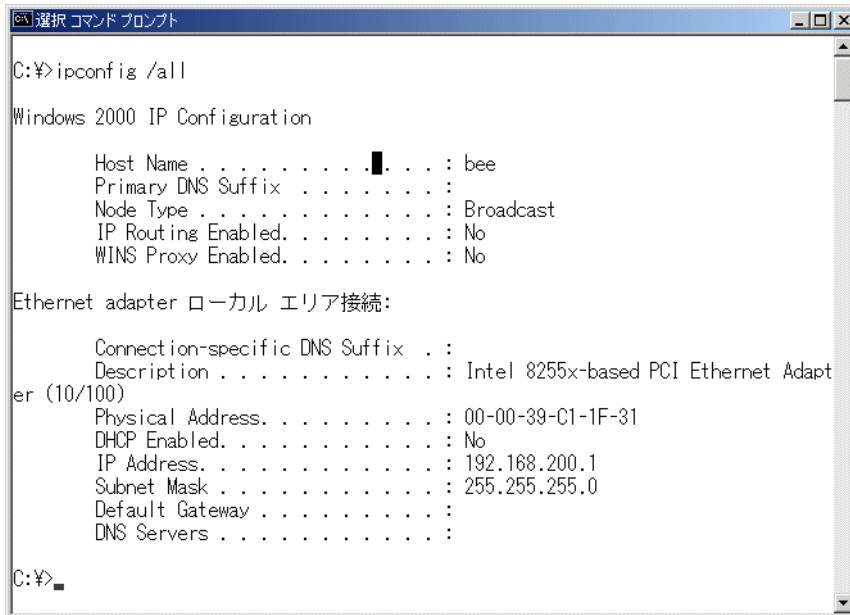 選択 コマンド プロンプト
C:¥>ipconfig /all
Windows 2000 IP Configuration
Host Name . . . . . . . . . . . . : bee
Primary DNS Suffix  . . . . . . . :
Node Type . . . . . . . . . . . . : Broadcast
IP Routing Enabled. . . . . . . . : No
WINS Proxy Enabled. . . . . . . . : No
Ethernet adapter ローカル エリア接続:
Connection-specific DNS Suffix  . :
Description . . . . . . . . . . . : Intel 8255x-based PCI Ethernet Adapt
er (10/100)
Physical Address. . . . . . . . . : 00-00-39-C1-1F-31
DHCP Enabled. . . . . . . . . . . : No
IP Address. . . . . . . . . . . . : 192.168.200.1
Subnet Mask . . . . . . . . . . . : 255.255.255.0
Default Gateway . . . . . . . . . :
DNS Servers . . . . . . . . . . . :
C:¥>